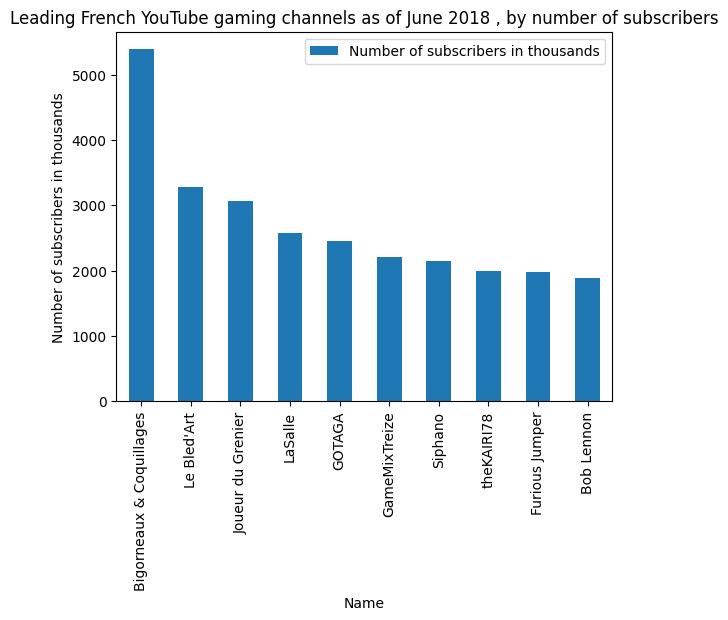 Leading French YouTube gaming channels as of June 2018 , by number of subscribers
Number of subscribers in thousands
Number of subscribers in thousands
5000
4000
3000
2000
1000
0
Bigorneaux & Coquillages
Le Bled'Art
Joueur du Grenier
LaSalle
GOTAGA
GameMixTreize
Siphano
theKAIRI78
Furious Jumper
Bob Lennon
Name